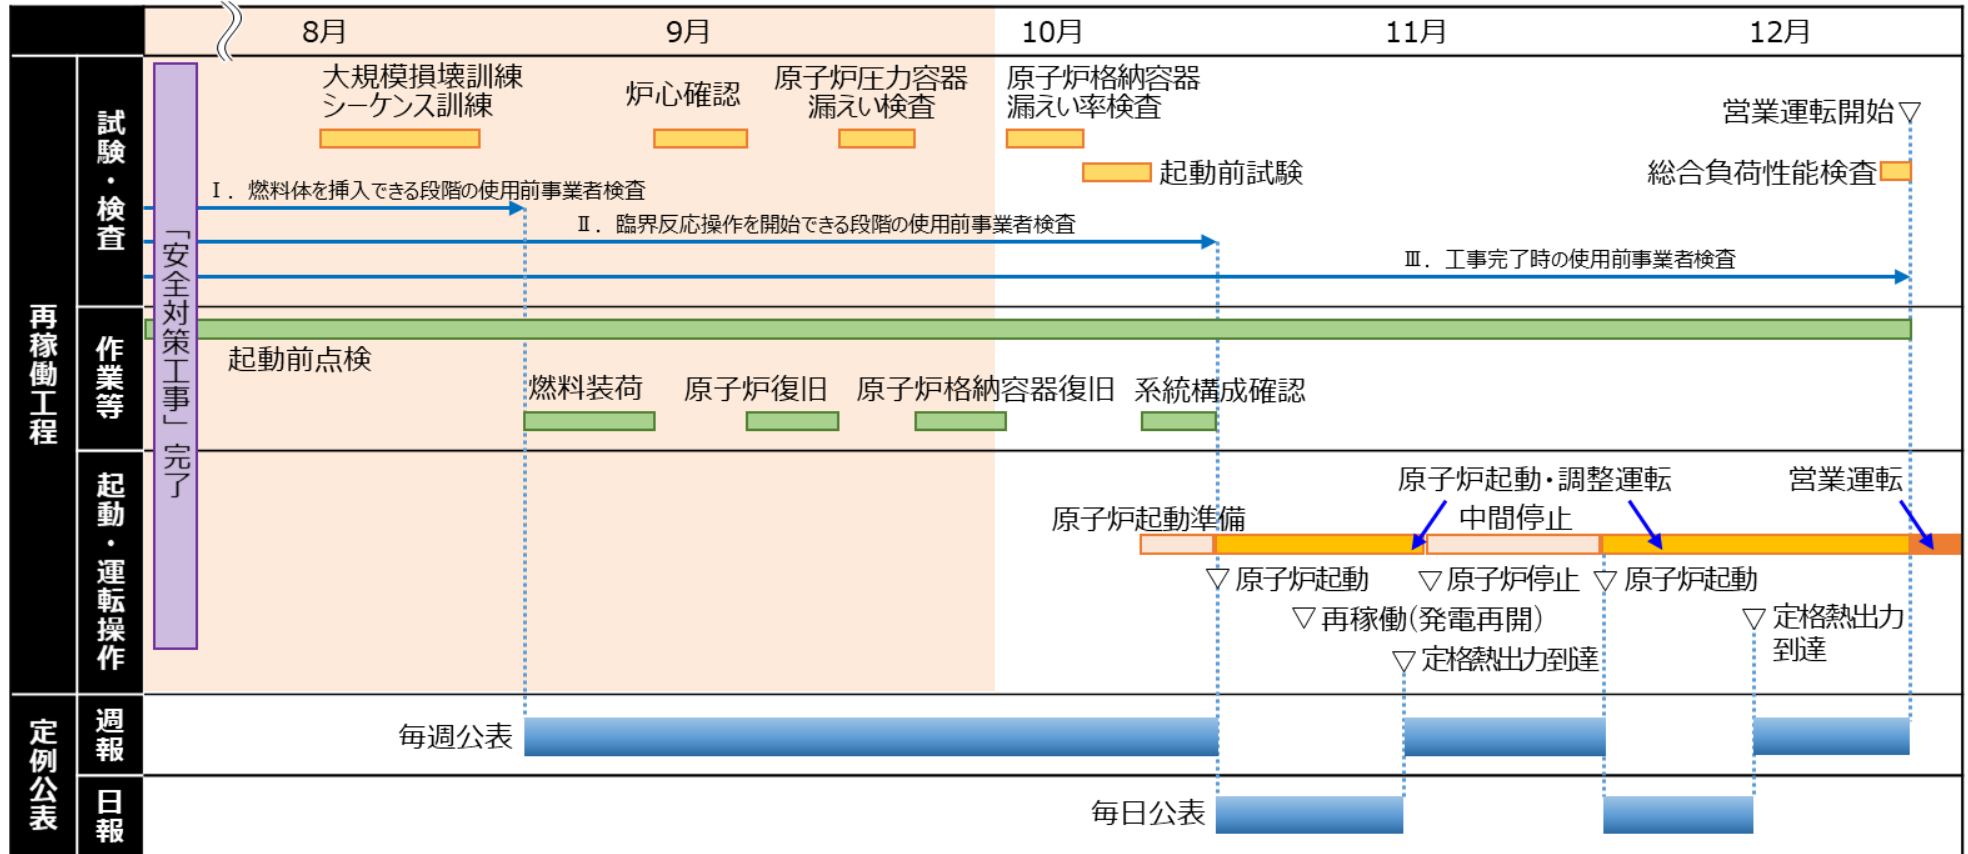 8月
9月
10月
11月
12月
再稼働工程
試験・検査
大規模損壊訓練
シーケンス訓練
炉心確認
原子炉圧力容器
漏えい検査
原子炉格納容器
漏えい率検査
営業運転開始▽
起動前試験
総合負荷性能検査
Ⅰ．燃料体を挿入できる段階の使用前事業者検査
Ⅱ．臨界反応操作を開始できる段階の使用前事業者検査
Ⅲ．工事完了時の使用前事業者検査
「安全対策工事」完了
作業等
起動前点検
燃料装荷
原子炉復旧
原子炉格納容器復旧
系統構成確認
起動・運転操作
原子炉起動・調整運転
営業運転
原子炉起動準備
中間停止
▽原子炉起動
▽原子炉停止
▽原子炉起動
▽再稼働(発電再開)
▽定格熱出力
到達
▽定格熱出力到達
定例公表
週報
毎週公表
日報
毎日公表